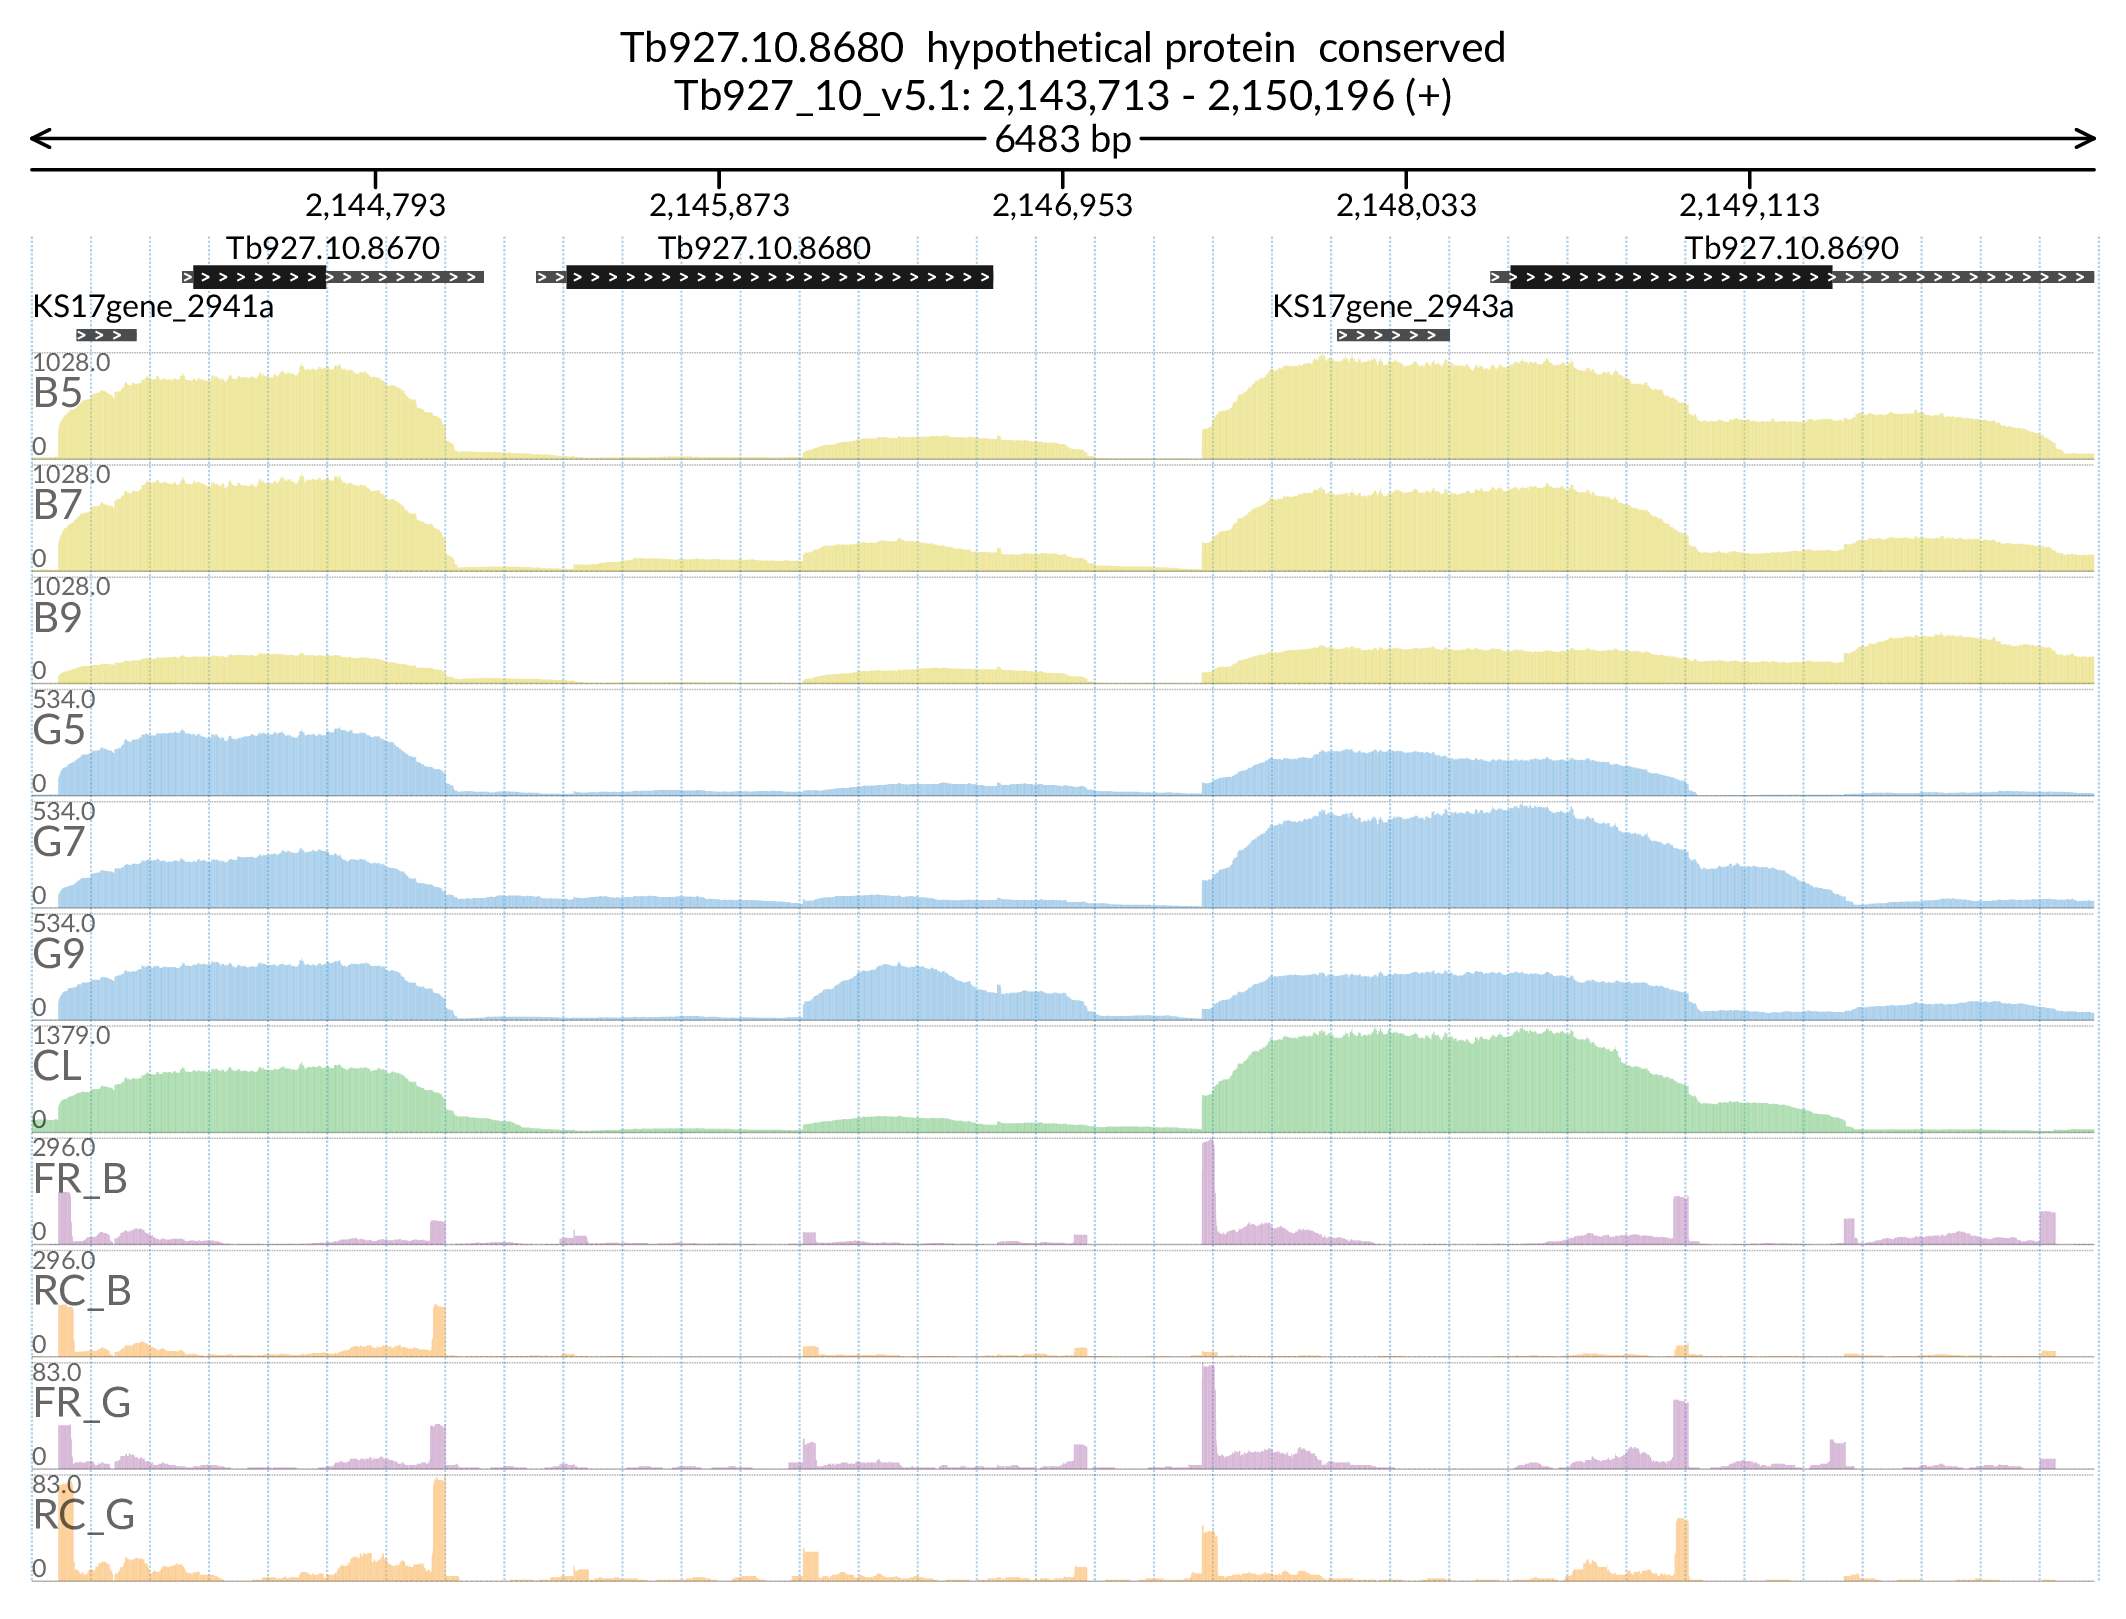 Tb927.10.8680 hypothetical protein conserved
Tb927_10_v5.1: 2,143,713 - 2,150,196 (+)
6483 bp
2,144,793 2,145,873 2,146,953 2,148,033 2,149,113
Tb927.10.8670 Tb927.10.8680 Tb927.10.8690
KS17gene_2941a KS17gene_2943a
1028.0
B5
0
1028.0
B7
0
1028.0
B9
0
534.0
G5
0
534.0
G7
0
534.0
G9
0
1379.0
CL
0
296.0
FR_B
0
296.0
RC_B
0
83.0
FR_G
0
83.0
RC_G
0